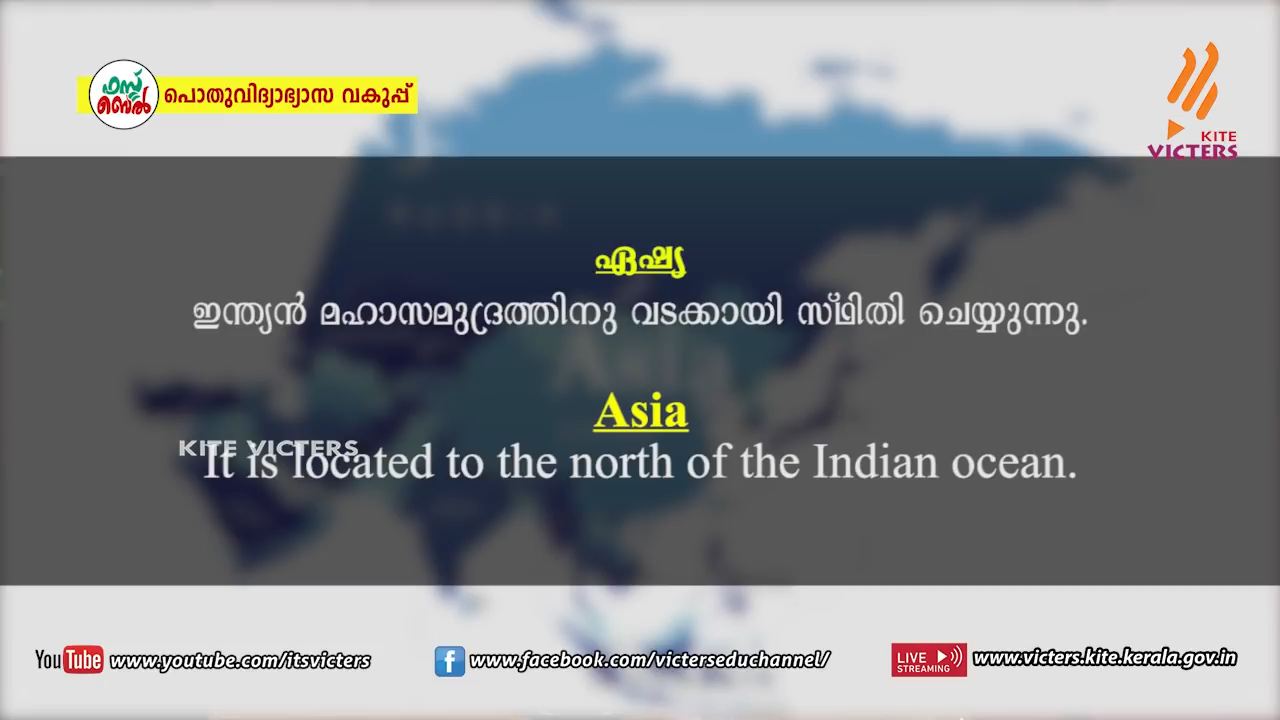 ഫസ്റ്റ് ബെൽ
പൊതുവിദ്യാഭ്യാസ വകുപ്പ്
KITE
VICTERS
ഏഷ്യ
ഇന്ത്യൻ മഹാസമുദ്രത്തിനു വടക്കായി സ്ഥിതി ചെയ്യുന്നു.
Asia
KITE VICTERS
It is located to the north of the Indian ocean.
YouTube www.youtube.com/itsvicters
f www.facebook.com/victerseduchannel/
LIVE STREAMING www.victers.kite.kerala.gov.in